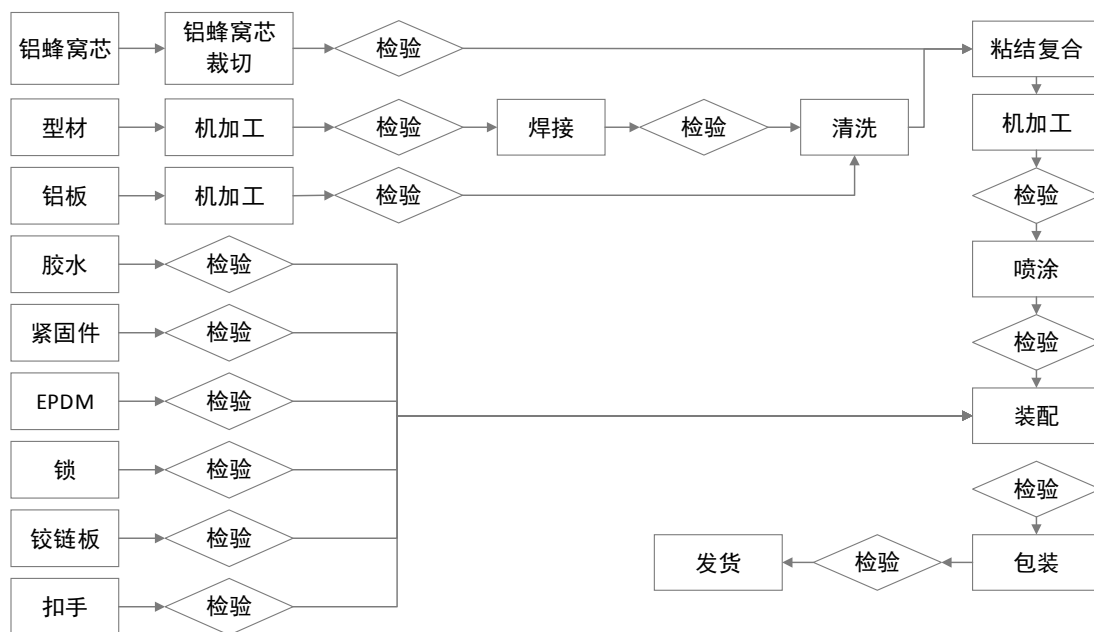 铝蜂窝芯
铝蜂窝芯
裁切
检验
粘结复合
型材
机加工
检验
焊接
检验
清洗
机加工
铝板
机加工
检验
检验
胶水
检验
喷涂
紧固件
检验
检验
EPDM
检验
装配
锁
检验
检验
铰链板
检验
发货
检验
包装
扣手
检验